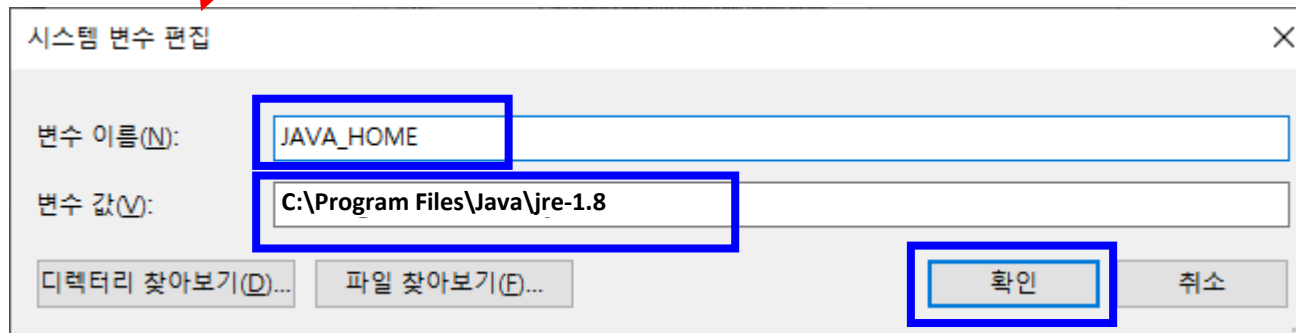 시스템 변수 편집
변수 이름(N):
JAVA_HOME
변수 값(V):
C:\Program Files\Java\jre-1.8
디렉터리 찾아보기(D)...
파일 찾아보기(F)...
확인
취소